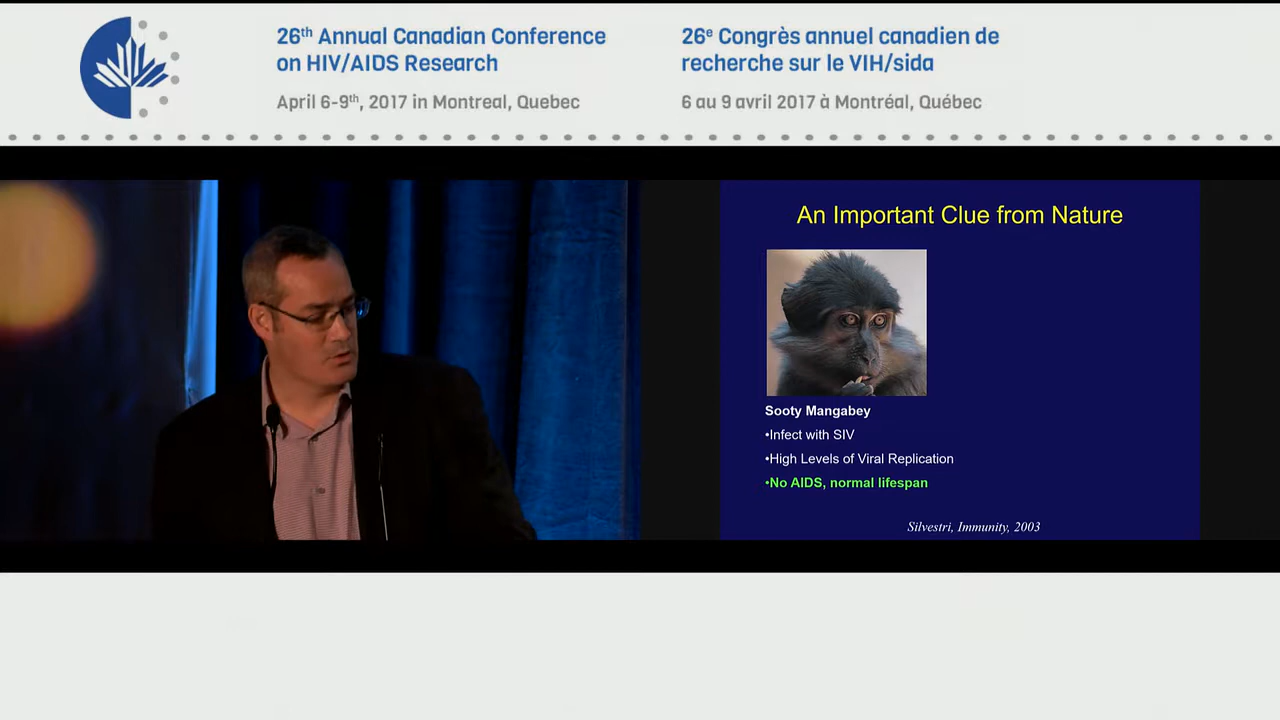 26th Annual Canadian Conference
on HIV/AIDS Research
April 6-9th, 2017 in Montreal, Quebec
26e Congrès annuel canadien de
recherche sur le VIH/sida
6 au 9 avril 2017 à Montréal, Québec
An Important Clue from Nature
Sooty Mangabey
•Infect with SIV
•High Levels of Viral Replication
•No AIDS, normal lifespan
Silvestri, Immunity, 2003